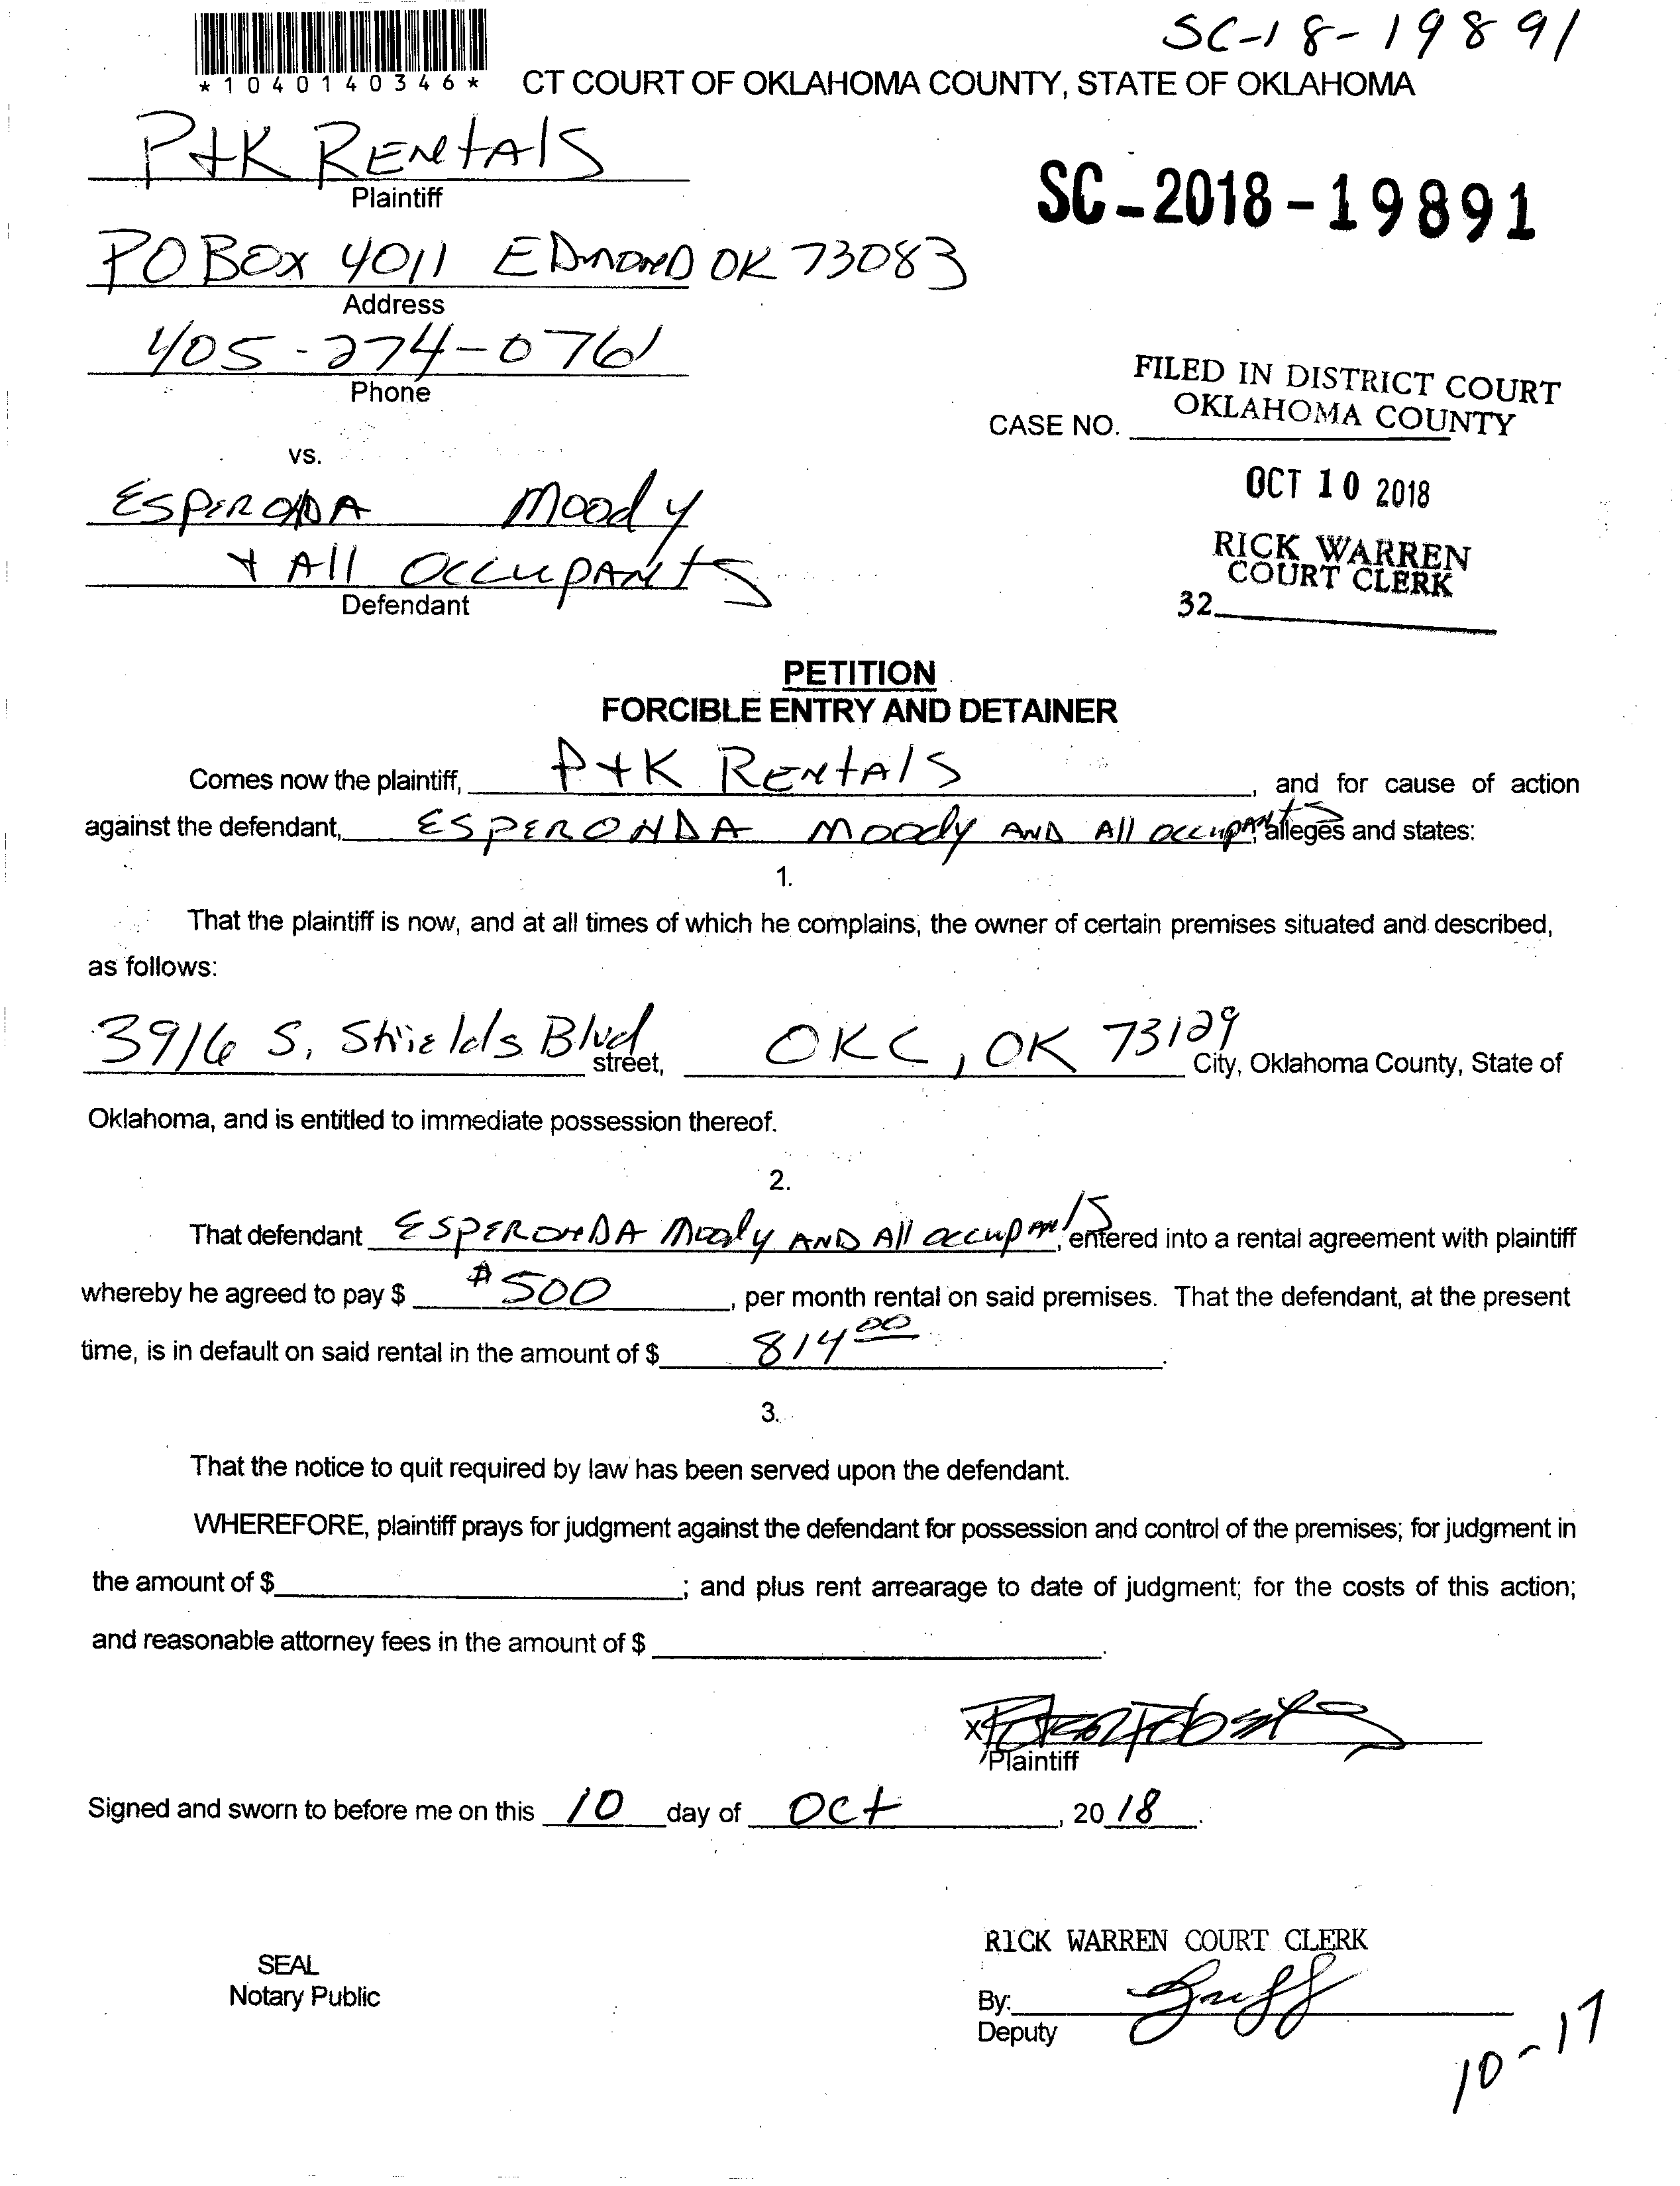 SC-18-19891
*1040140346*
CT COURT OF OKLAHOMA COUNTY, STATE OF OKLAHOMA
P+K RENTALS
Plaintiff
SC-2018-19891
PO BOX 4011 EDMOND OK 73083
Address
405-274-0761
Phone
FILED IN DISTRICT COURT
OKLAHOMA COUNTY
CASE NO.
vs.
OCT 10 2018
ESPERONDA Moody
+ All OCCUPANTS
Defendant
RICK WARREN
COURT CLERK
32
PETITION
FORCIBLE ENTRY AND DETAINER
Comes now the plaintiff, P+K RENTALS, and for cause of action
against the defendant, ESPERONDA Moody AND All OCCUPANTS, alleges and states:
1.
That the plaintiff is now, and at all times of which he complains, the owner of certain premises situated and described,
as follows:
3916 S. Shields Blvd street, OKC, OK 73129 City, Oklahoma County, State of
Oklahoma, and is entitled to immediate possession thereof.
2.
That defendant ESPERONDA Moody AND All OCCUPANTS, entered into a rental agreement with plaintiff
whereby he agreed to pay $ $500, per month rental on said premises. That the defendant, at the present
time, is in default on said rental in the amount of $ 814 00.
3.
That the notice to quit required by law has been served upon the defendant.
WHEREFORE, plaintiff prays for judgment against the defendant for possession and control of the premises; for judgment in
the amount of $ ; and plus rent arrearage to date of judgment; for the costs of this action;
and reasonable attorney fees in the amount of $ .
X
Plaintiff
Signed and sworn to before me on this 10 day of OCt, 20 18.
RICK WARREN COURT CLERK
SEAL
Notary Public
By:
Deputy
10-17